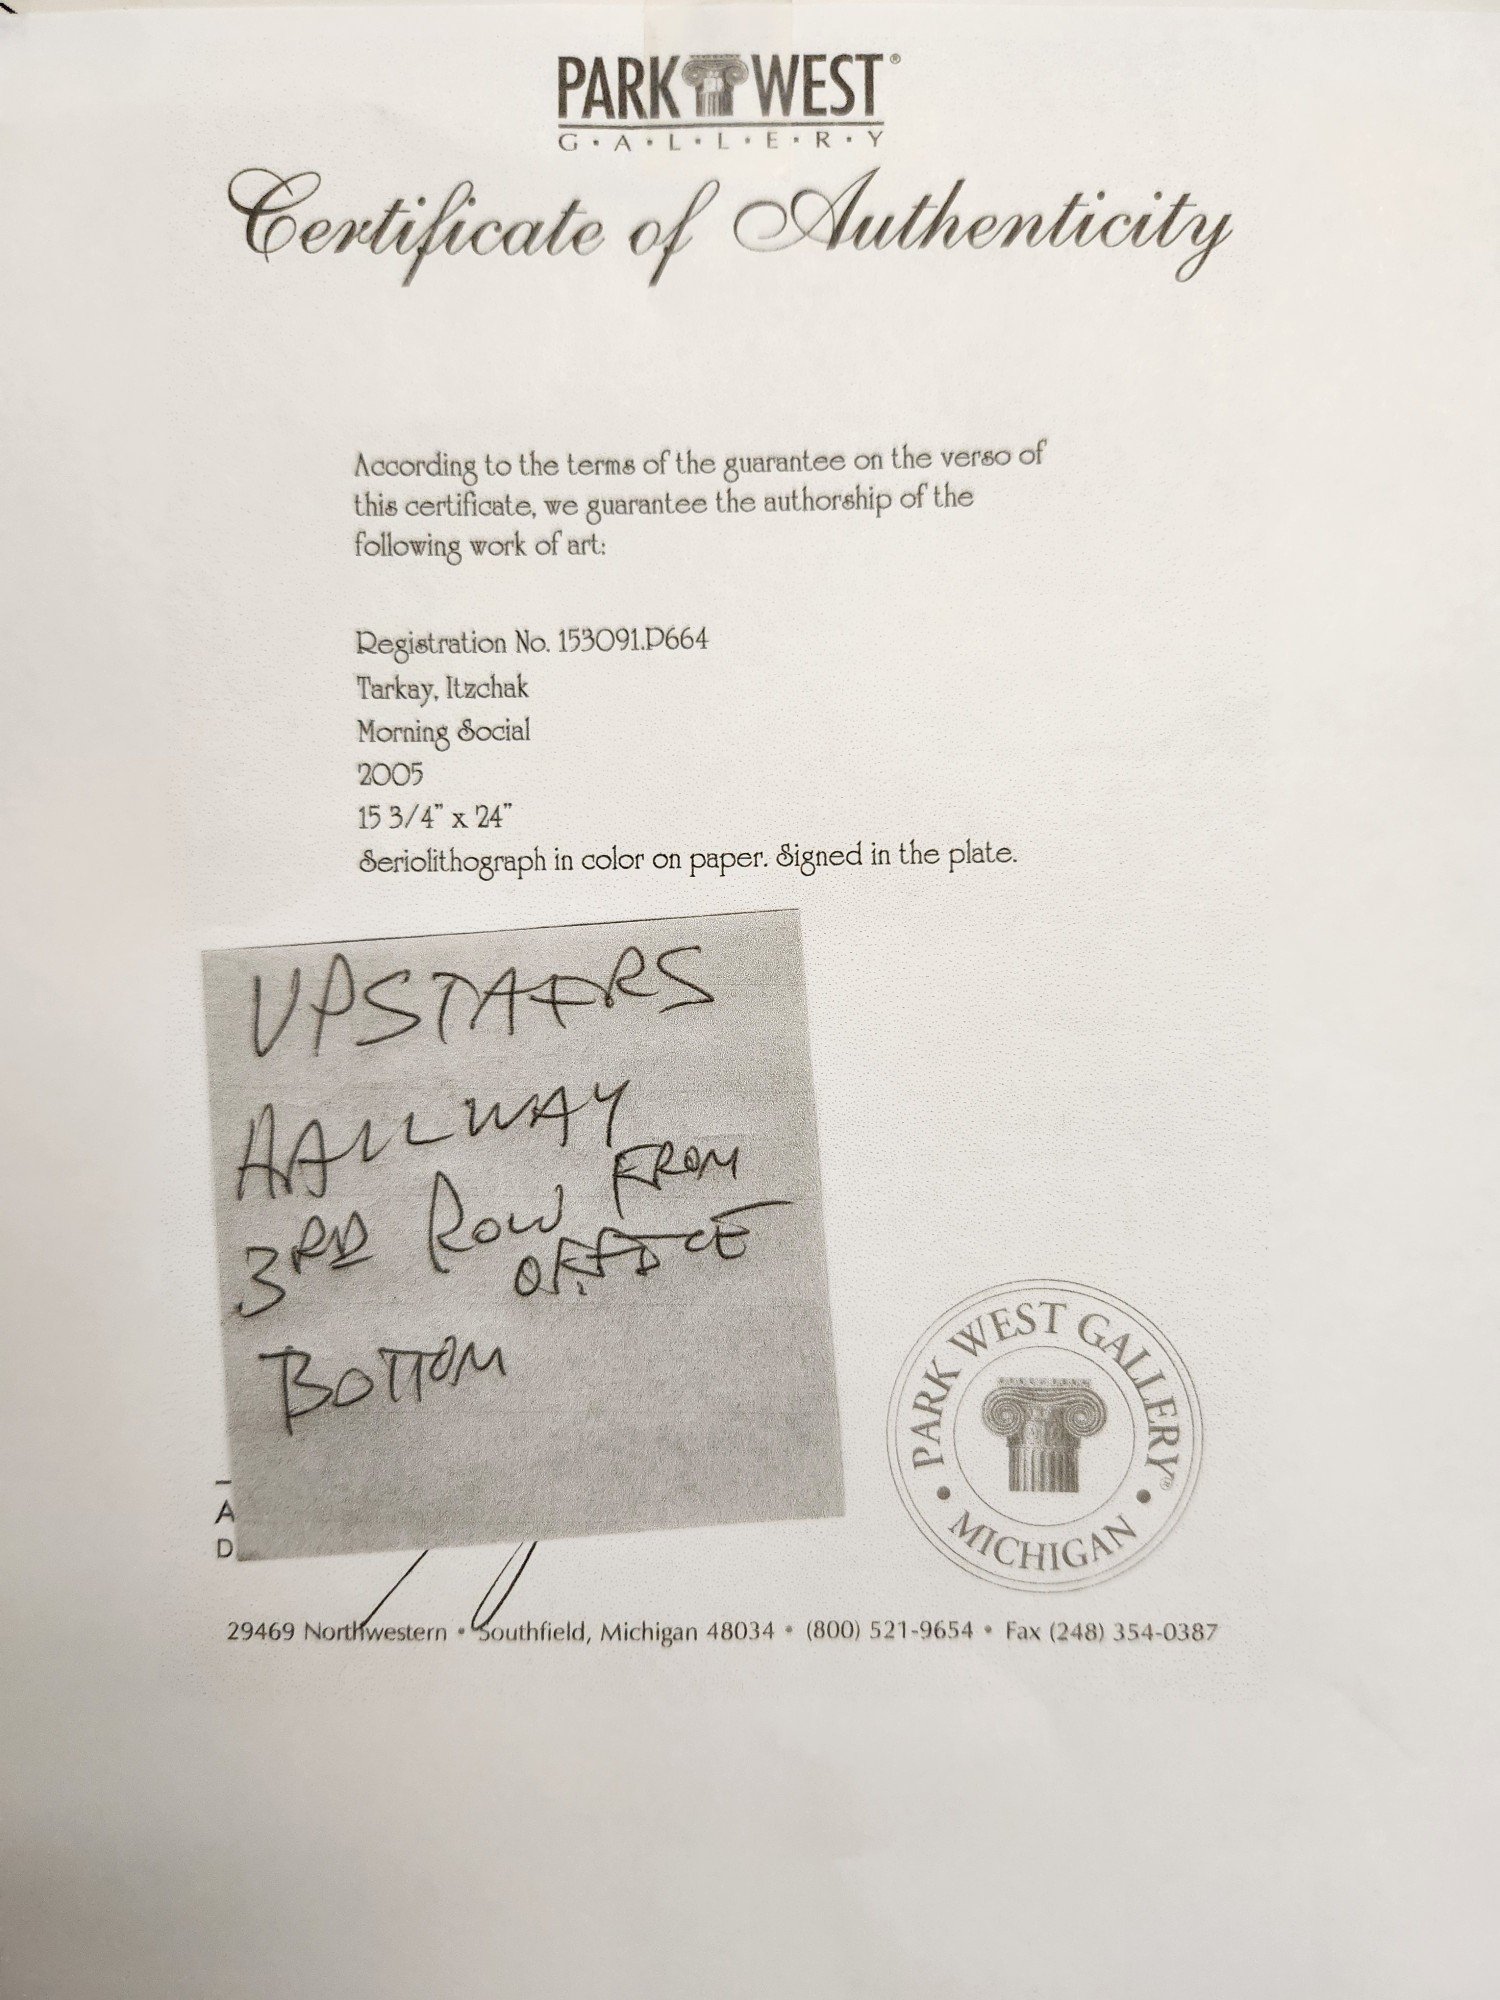 PARK WEST®
G·A·L·L·E·R·Y
Certificate of Authenticity
According to the terms of the guarantee on the verso of
this certificate, we guarantee the authorship of the
following work of art:
Registration No. 153091.P664
Tarkay, Itzchak
Morning Social
2005
15 3/4" x 24"
Seriolithograph in color on paper. Signed in the plate.
UPSTAIRS
HALLWAY
3RD ROW FROM
OFFICE
BOTTOM
A
D
PARK WEST GALLERY®
• MICHIGAN •
29469 Northwestern • Southfield, Michigan 48034 • (800) 521-9654 • Fax (248) 354-0387